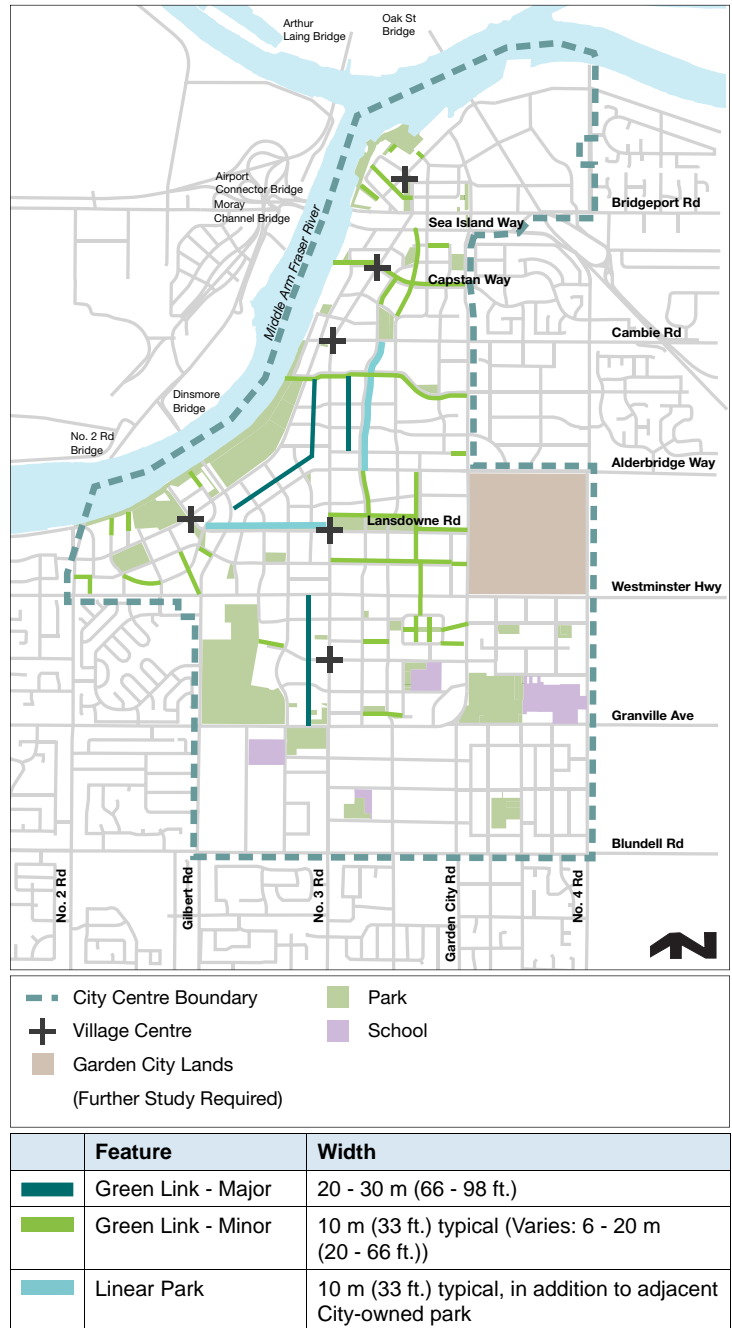 Arthur
Laing Bridge
Oak St
Bridge
Airport
Connector Bridge
Moray
Channel Bridge
Bridgeport Rd
Sea Island Way
Middle Arm Fraser River
Capstan Way
Cambie Rd
Dinsmore
Bridge
No. 2 Rd
Bridge
Alderbridge Way
Lansdowne Rd
Westminster Hwy
Granville Ave
Blundell Rd
No. 2 Rd
Gilbert Rd
No. 3 Rd
Garden City Rd
No. 4 Rd
N
City Centre Boundary
Village Centre
Garden City Lands
(Further Study Required)
Park
School
Feature
Width
Green Link - Major
20 - 30 m (66 - 98 ft.)
Green Link - Minor
10 m (33 ft.) typical (Varies: 6 - 20 m
(20 - 66 ft.))
Linear Park
10 m (33 ft.) typical, in addition to adjacent
City-owned park